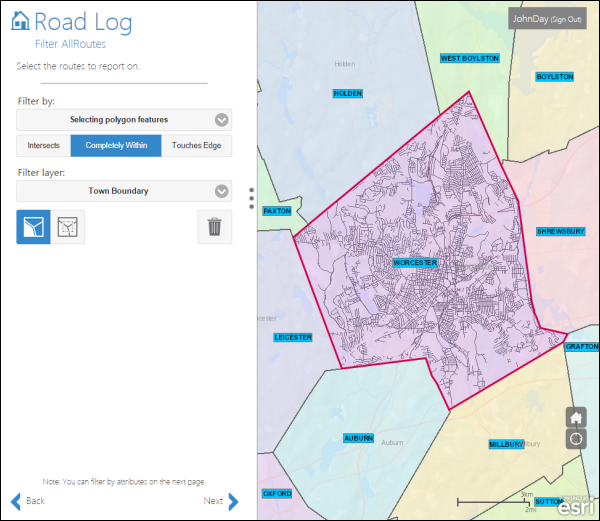 Road Log
Filter AllRoutes
Select the routes to report on.
Filter by:
Selecting polygon features
Intersects
Completely Within
Touches Edge
Filter layer:
Town Boundary
Note: You can filter by attributes on the next page.
Back
Next
JohnDay (Sign Out)
WEST BOYLSTON
BOYLSTON
Holden
HOLDEN
PAXTON
SHREWSBURY
WORCESTER
LEICESTER
GRAFTON
AUBURN
Auburn
MILLBURY
OXFORD
SUTTON
3km
2mi
POWERED BY
esri